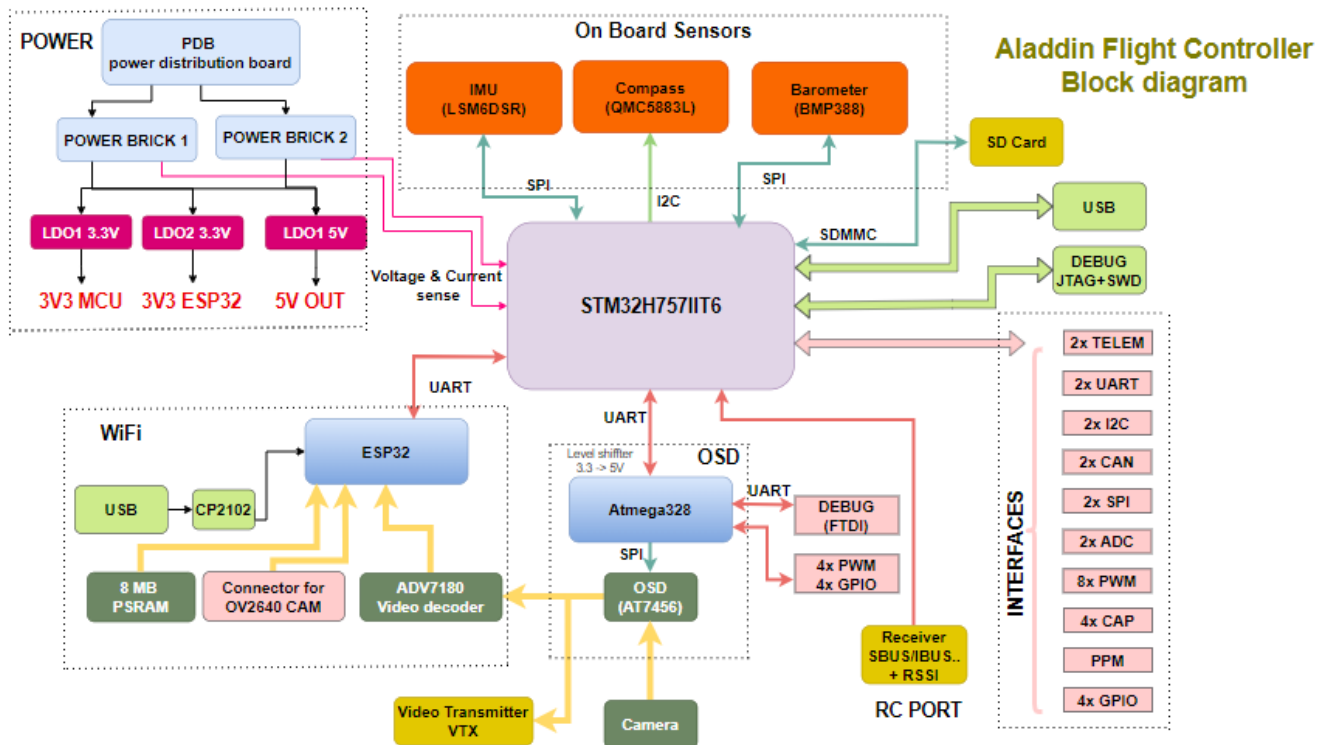 POWER
PDB
power distribution board
POWER BRICK 1
POWER BRICK 2
LDO1 3.3V
LDO2 3.3V
LDO1 5V
3V3 MCU
3V3 ESP32
5V OUT
On Board Sensors
IMU
(LSM6DSR)
Compass
(QMC5883L)
Barometer
(BMP388)
SPI
I2C
SPI
Aladdin Flight Controller
Block diagram
SD Card
SDMMC
USB
DEBUG
JTAG+SWD
Voltage & Current
sense
STM32H757IIT6
UART
UART
WiFi
ESP32
USB
CP2102
8 MB
PSRAM
Connector for
OV2640 CAM
ADV7180
Video decoder
Level shiffter
3.3 -> 5V
OSD
Atmega328
SPI
OSD
(AT7456)
UART
DEBUG
(FTDI)
4x PWM
4x GPIO
Video Transmitter
VTX
Camera
Receiver
SBUS/IBUS..
+ RSSI
RC PORT
INTERFACES
2x TELEM
2x UART
2x I2C
2x CAN
2x SPI
2x ADC
8x PWM
4x CAP
PPM
4x GPIO